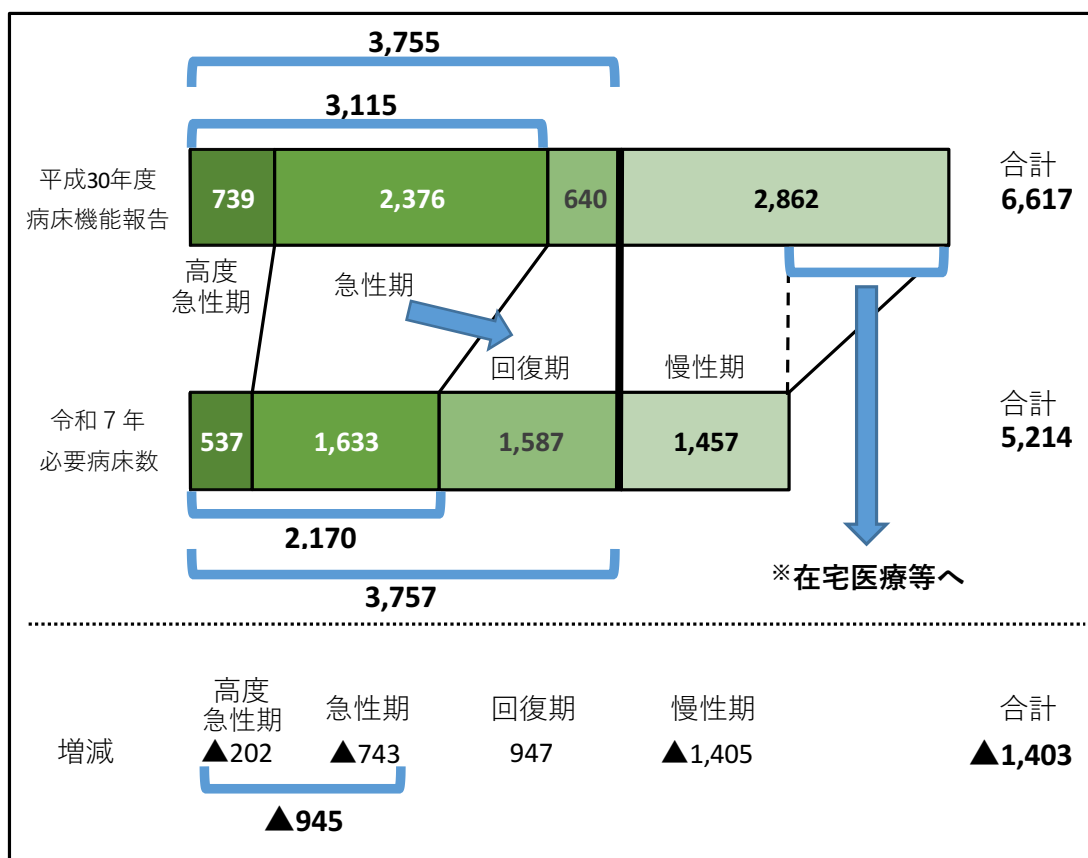 3,755
3,115
平成30年度
病床機能報告
739
2,376
640
2,862
合計
6,617
高度
急性期
急性期
回復期
慢性期
令和７年
必要病床数
537
1,633
1,587
1,457
合計
5,214
2,170
3,757
※在宅医療等へ
高度
急性期
急性期
回復期
慢性期
合計
増減
▲202
▲743
947
▲1,405
▲1,403
▲945